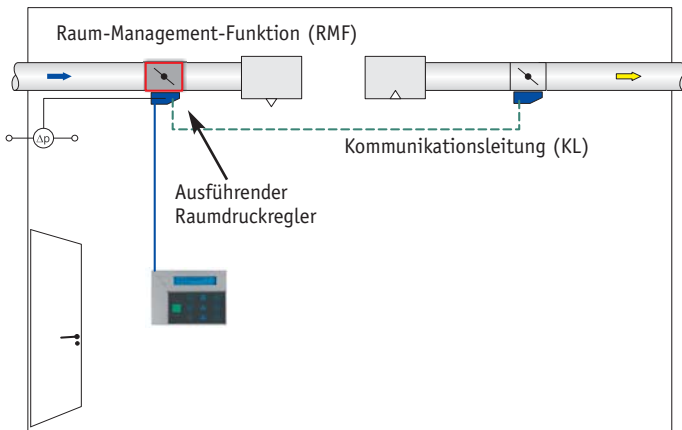 Raum-Management-Funktion (RMF)
Δp
Kommunikationsleitung (KL)
Ausführender
Raumdruckregler